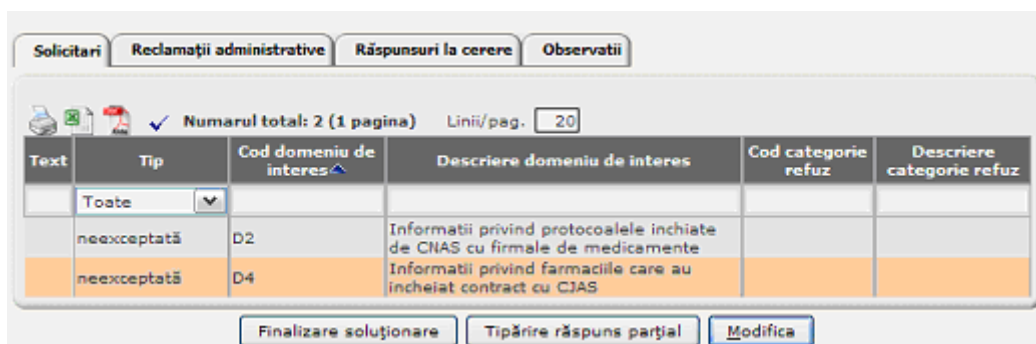 Solicitari Reclamaţii administrative Răspunsuri la cerere Observatii
Numarul total: 2 (1 pagina) Linii/pag. 20
Text Tip Cod domeniu de interes Descriere domeniu de interes Cod categorie refuz Descriere categorie refuz
Toate
neexceptată D2 Informatii privind protocoalele inchiate
de CNAS cu firmale de medicamente
neexceptată D4 Informatii privind farmaciile care au
incheiat contract cu CJAS
Finalizare soluţionare Tipărire răspuns parţial Modifica